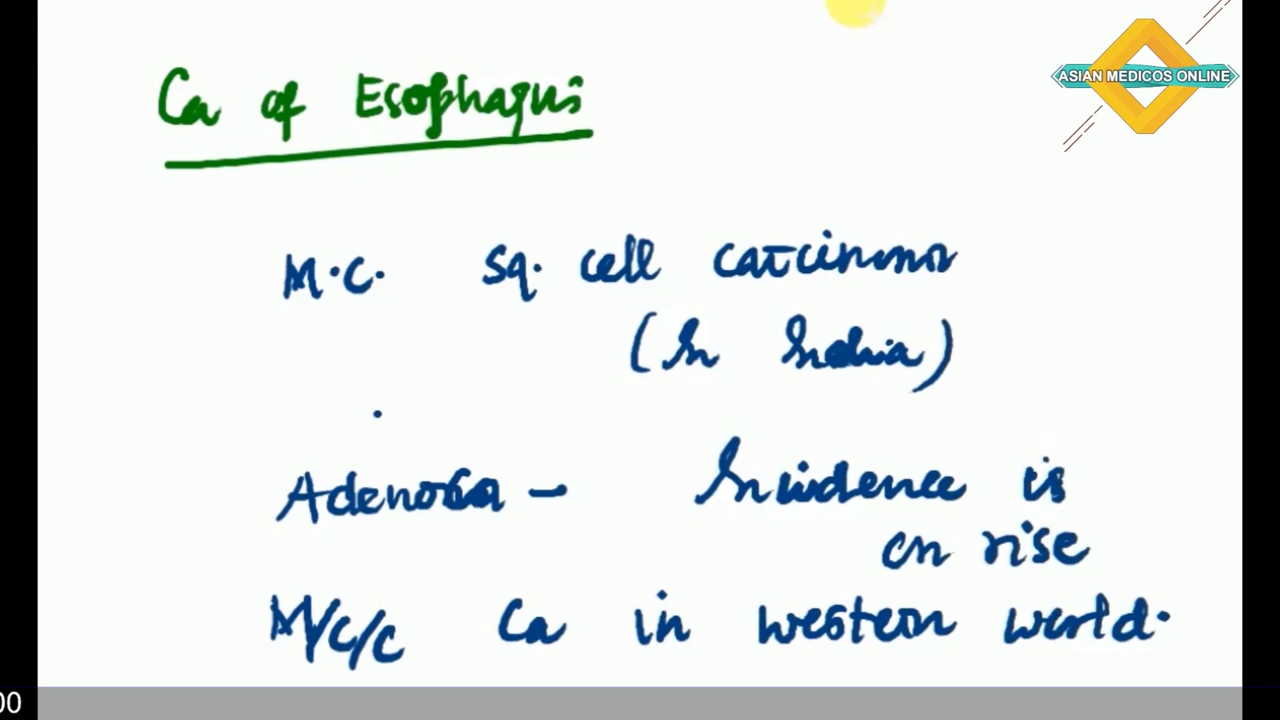 Ca of Esophagus
ASIAN MEDICOS ONLINE
M.C. Sq. cell carcinoma
(In India)
Adenoca - Incidence is
on rise
M/C/C Ca in western world.
00